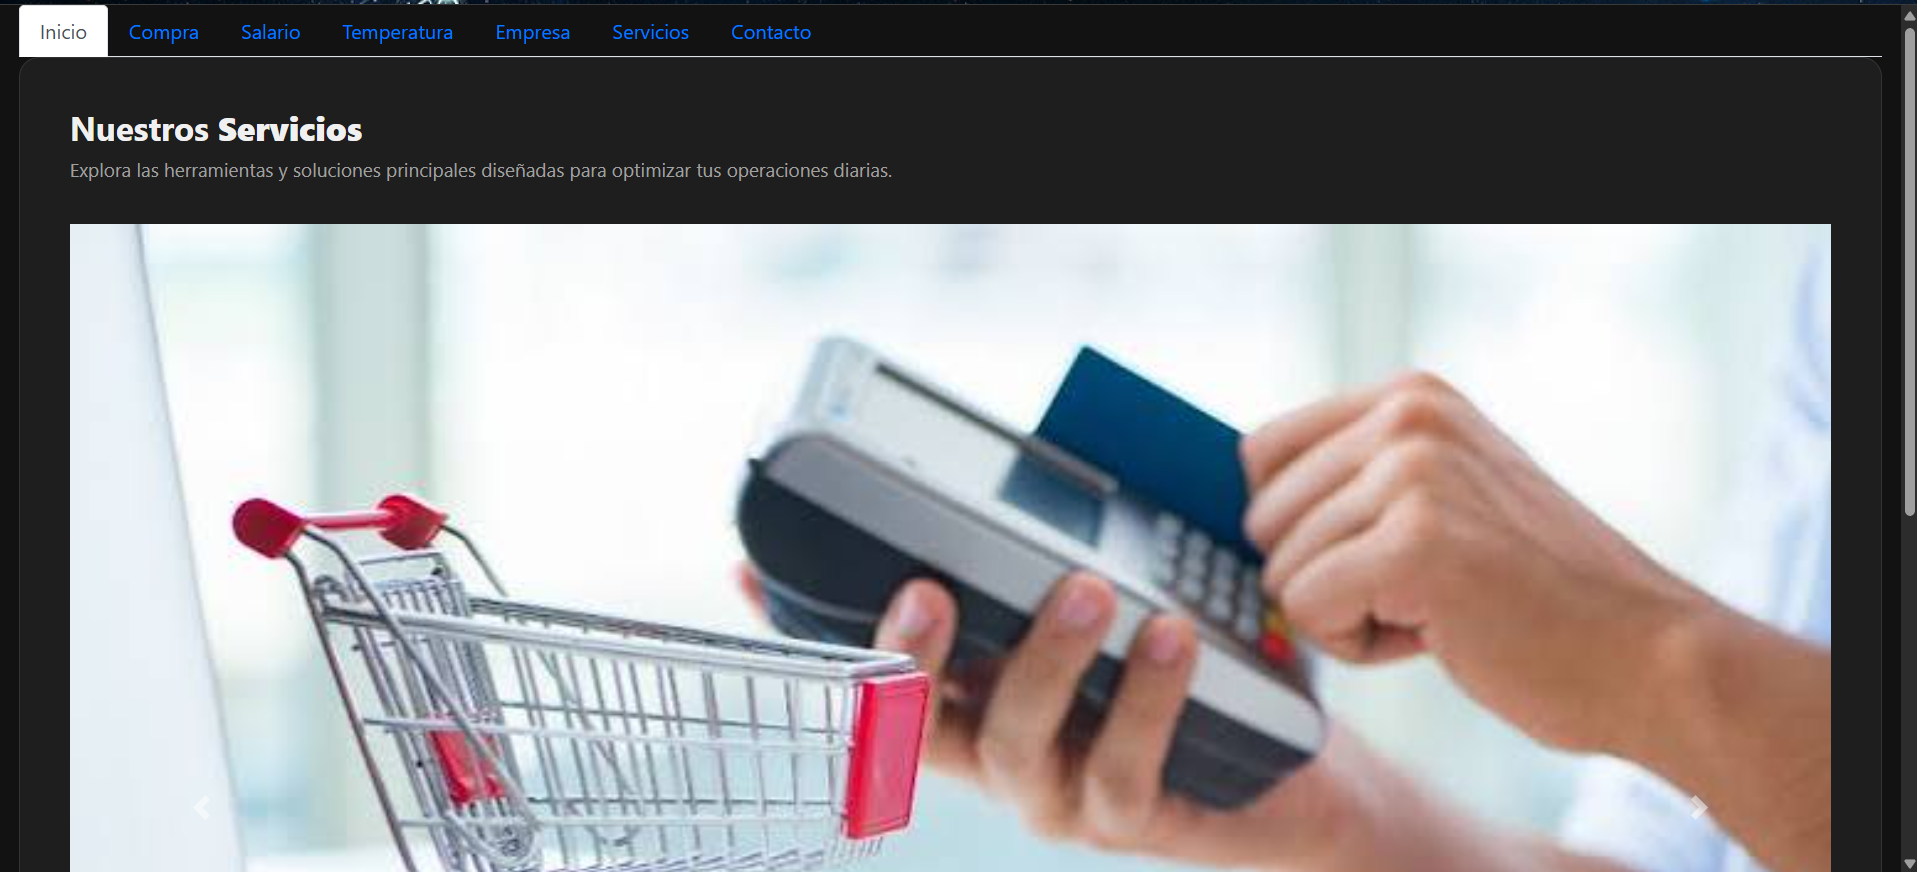 Inicio Compra Salario Temperatura Empresa Servicios Contacto
Nuestros Servicios
Explora las herramientas y soluciones principales diseñadas para optimizar tus operaciones diarias.